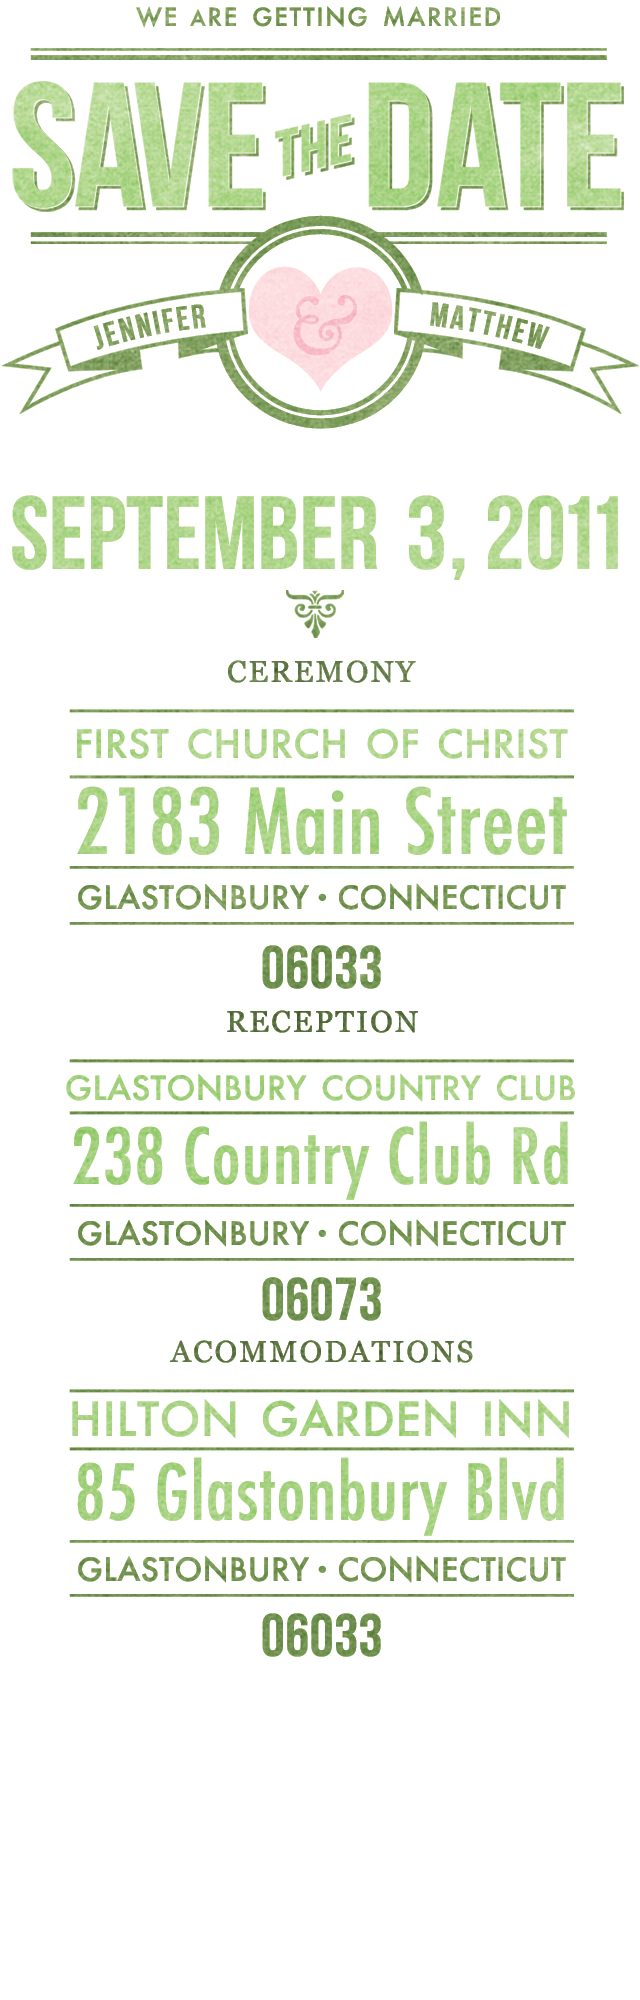 WE ARE GETTING MARRIED
SAVE THE DATE
JENNIFER & MATTHEW
SEPTEMBER 3, 2011
CEREMONY
FIRST CHURCH OF CHRIST
2183 Main Street
GLASTONBURY • CONNECTICUT
06033
RECEPTION
GLASTONBURY COUNTRY CLUB
238 Country Club Rd
GLASTONBURY • CONNECTICUT
06073
ACOMMODATIONS
HILTON GARDEN INN
85 Glastonbury Blvd
GLASTONBURY • CONNECTICUT
06033